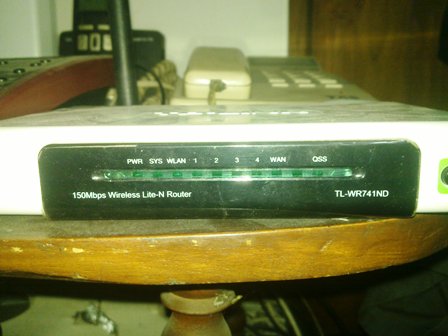 PWR SYS WLAN 1 2 3 4 WAN QSS
150Mbps Wireless Lite-N Router TL-WR741ND